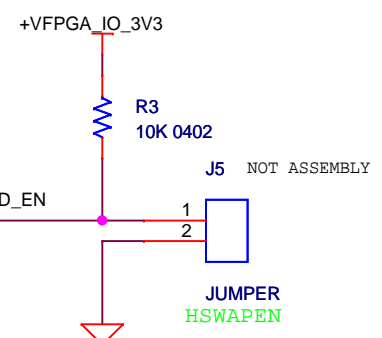 +VFPGA_IO_3V3
R3
10K 0402
J5 NOT ASSEMBLY
D_EN
1
2
JUMPER
HSWAPEN